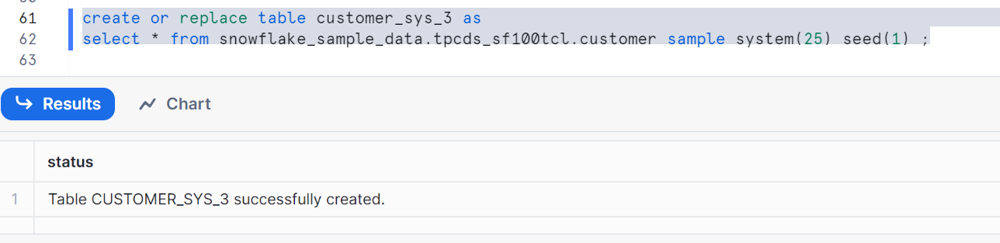 61 create or replace table customer_sys_3 as
62 select * from snowflake_sample_data.tpcds_sf100tcl.customer sample system(25) seed(1) ;
63
Results Chart
status
1 Table CUSTOMER_SYS_3 successfully created.